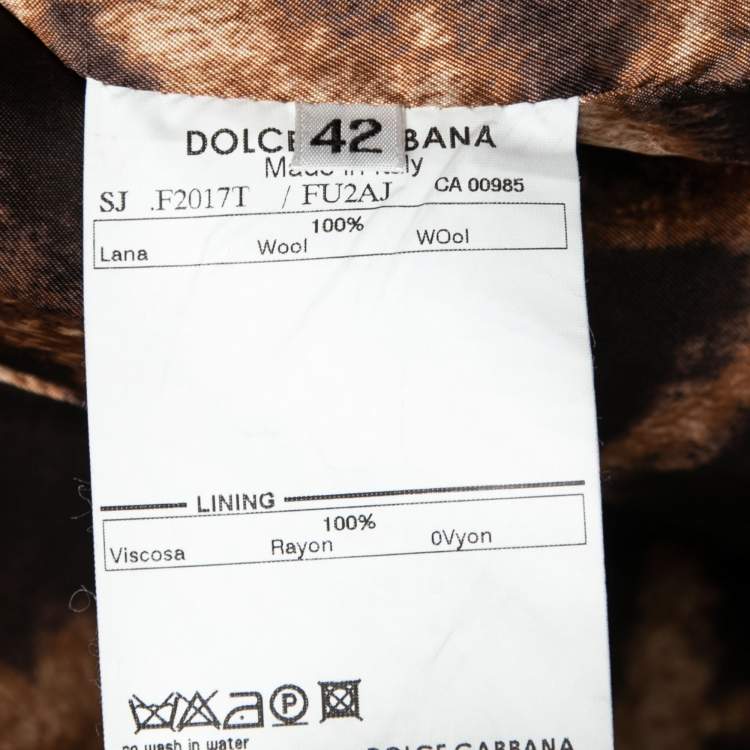 42
DOLCE GABBANA
Made in Italy
SJ .F2017T / FU2AJ CA 00985
100%
Lana Wool WOol
LINING
100%
Viscosa Rayon 0Vyon
P
no wash in water
DOLCE GABBANA